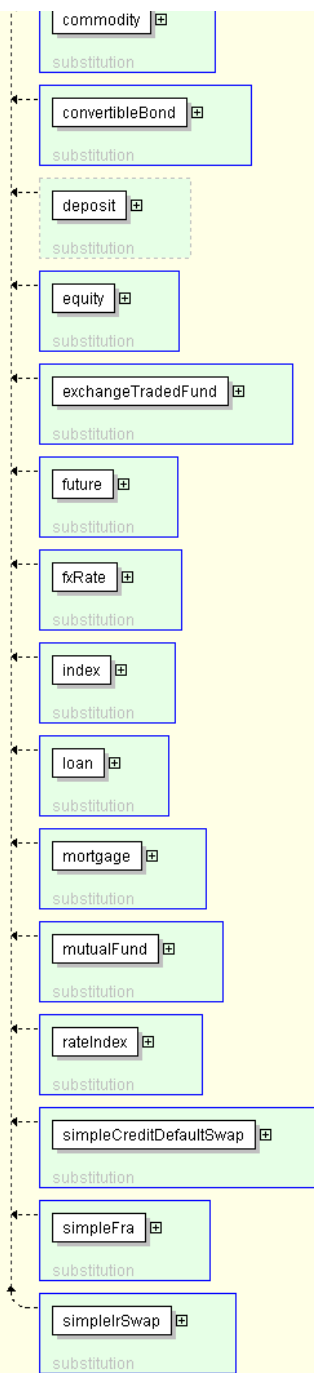 commodity
substitution
convertibleBond
substitution
deposit
substitution
equity
substitution
exchangeTradedFund
substitution
future
substitution
fxRate
substitution
index
substitution
loan
substitution
mortgage
substitution
mutualFund
substitution
rateIndex
substitution
simpleCreditDefaultSwap
substitution
simpleFra
substitution
simpleIrSwap
substitution